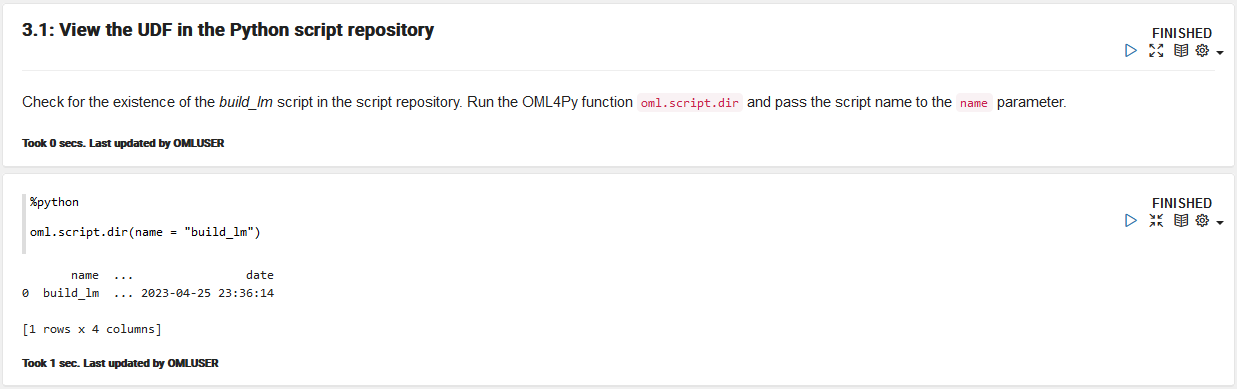 3.1: View the UDF in the Python script repository
FINISHED
Check for the existence of the build_lm script in the script repository. Run the OML4Py function oml.script.dir and pass the script name to the name parameter.
Took 0 secs. Last updated by OMLUSER
%python
FINISHED
oml.script.dir(name = "build_lm")
name ... date
0 build_lm ... 2023-04-25 23:36:14
[1 rows x 4 columns]
Took 1 sec. Last updated by OMLUSER